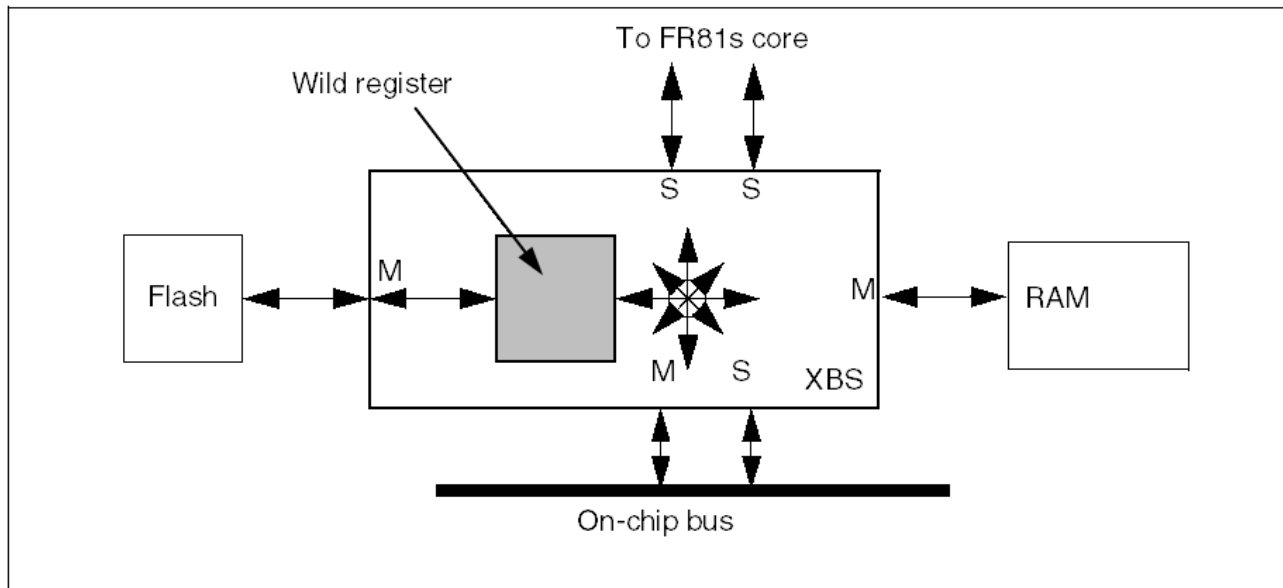 To FR81s core
Wild register
S S
Flash
M
M
RAM
M S
XBS
On-chip bus